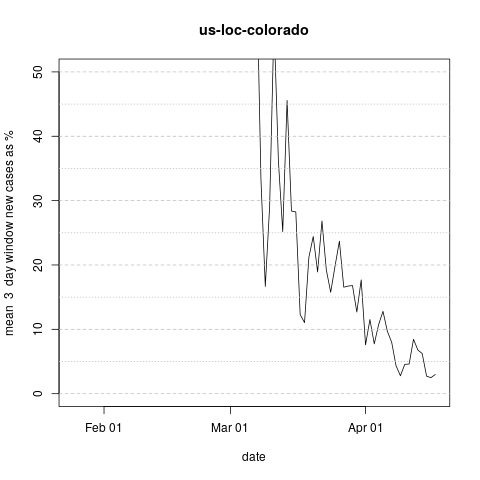 us-loc-colorado
mean  3  day window new cases as %
50
40
30
20
10
0
Feb 01
Mar 01
Apr 01
date